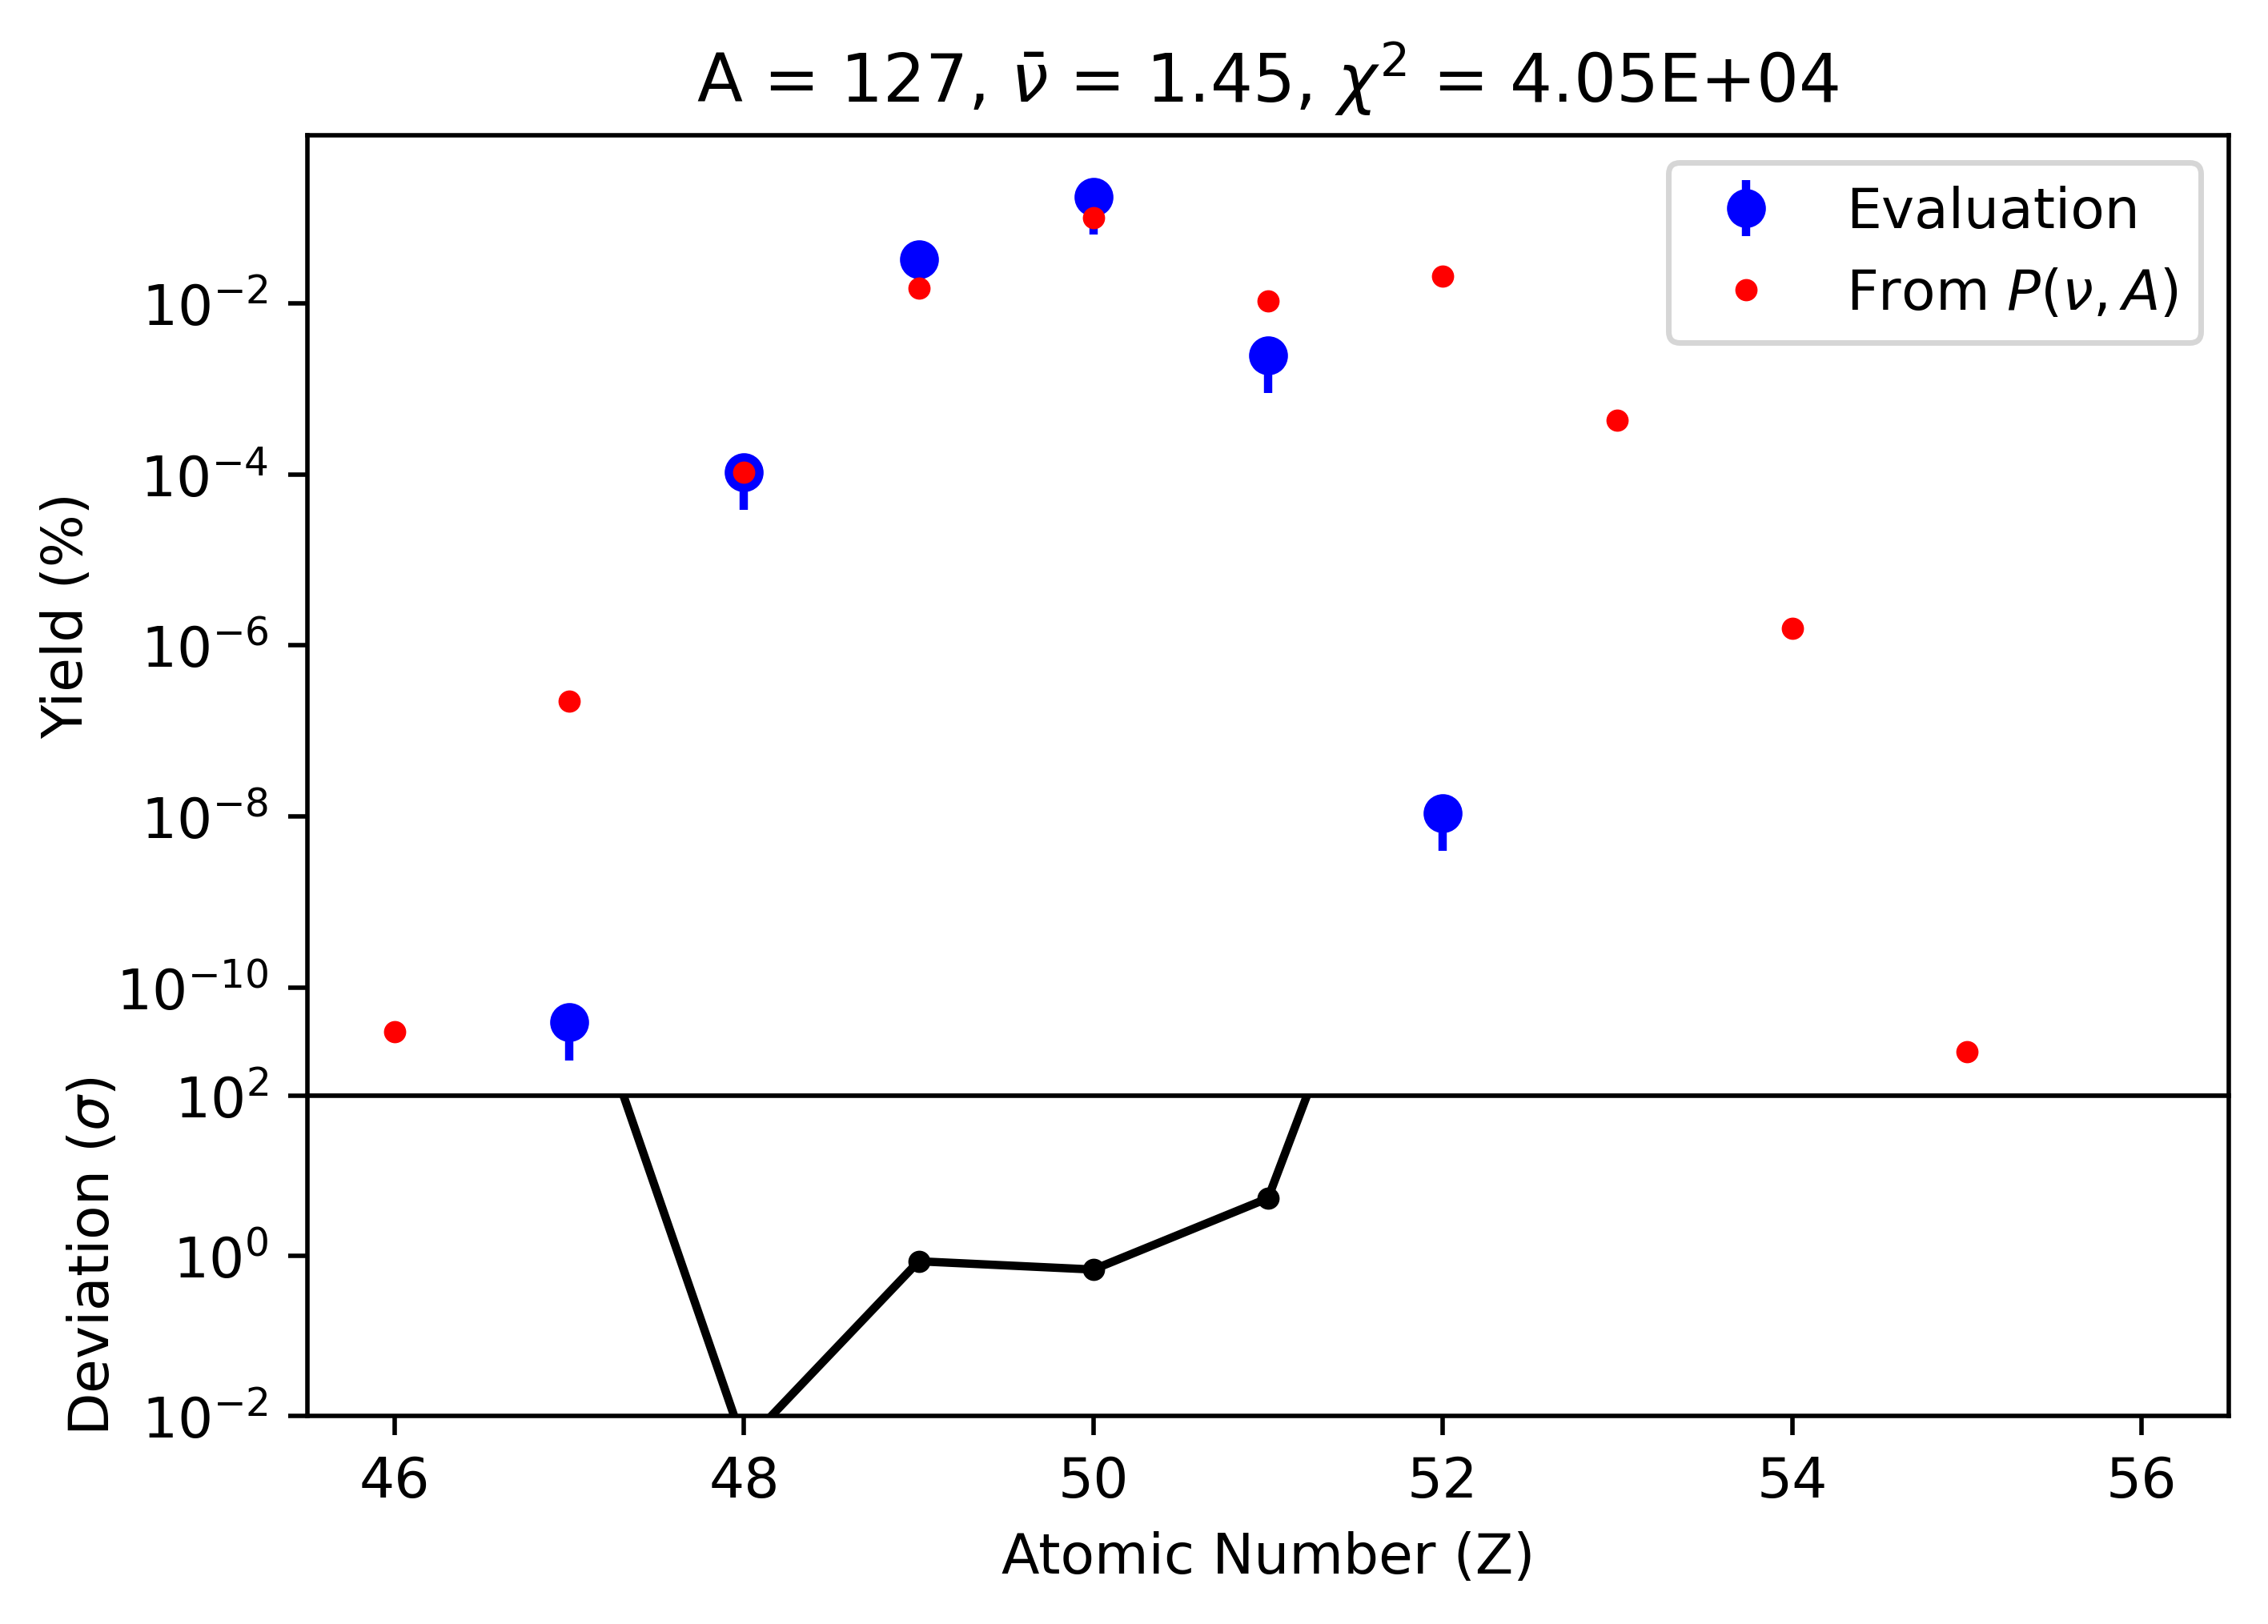 A = 127, ν̄ = 1.45, χ² = 4.05E+04
Evaluation
From P(ν, A)
Yield (%)
10⁻²
10⁻⁴
10⁻⁶
10⁻⁸
10⁻¹⁰
Deviation (σ)
10²
10⁰
10⁻²
46 48 50 52 54 56
Atomic Number (Z)